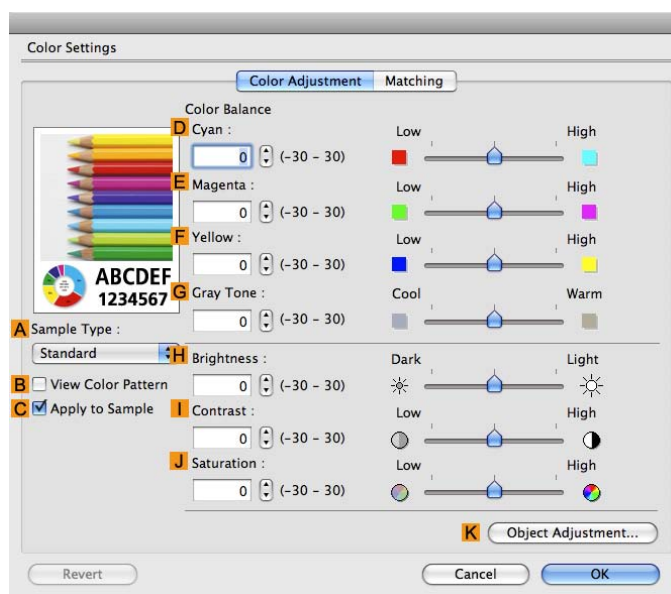 Color Settings
Color Adjustment Matching
Color Balance
D Cyan : Low High
0 (-30 - 30)
E Magenta : Low High
0 (-30 - 30)
F Yellow : Low High
0 (-30 - 30)
ABCDEF
1234567
G Gray Tone : Cool Warm
0 (-30 - 30)
A Sample Type :
Standard
H Brightness : Dark Light
0 (-30 - 30)
B View Color Pattern
C Apply to Sample
I Contrast : Low High
0 (-30 - 30)
J Saturation : Low High
0 (-30 - 30)
K Object Adjustment...
Revert Cancel OK